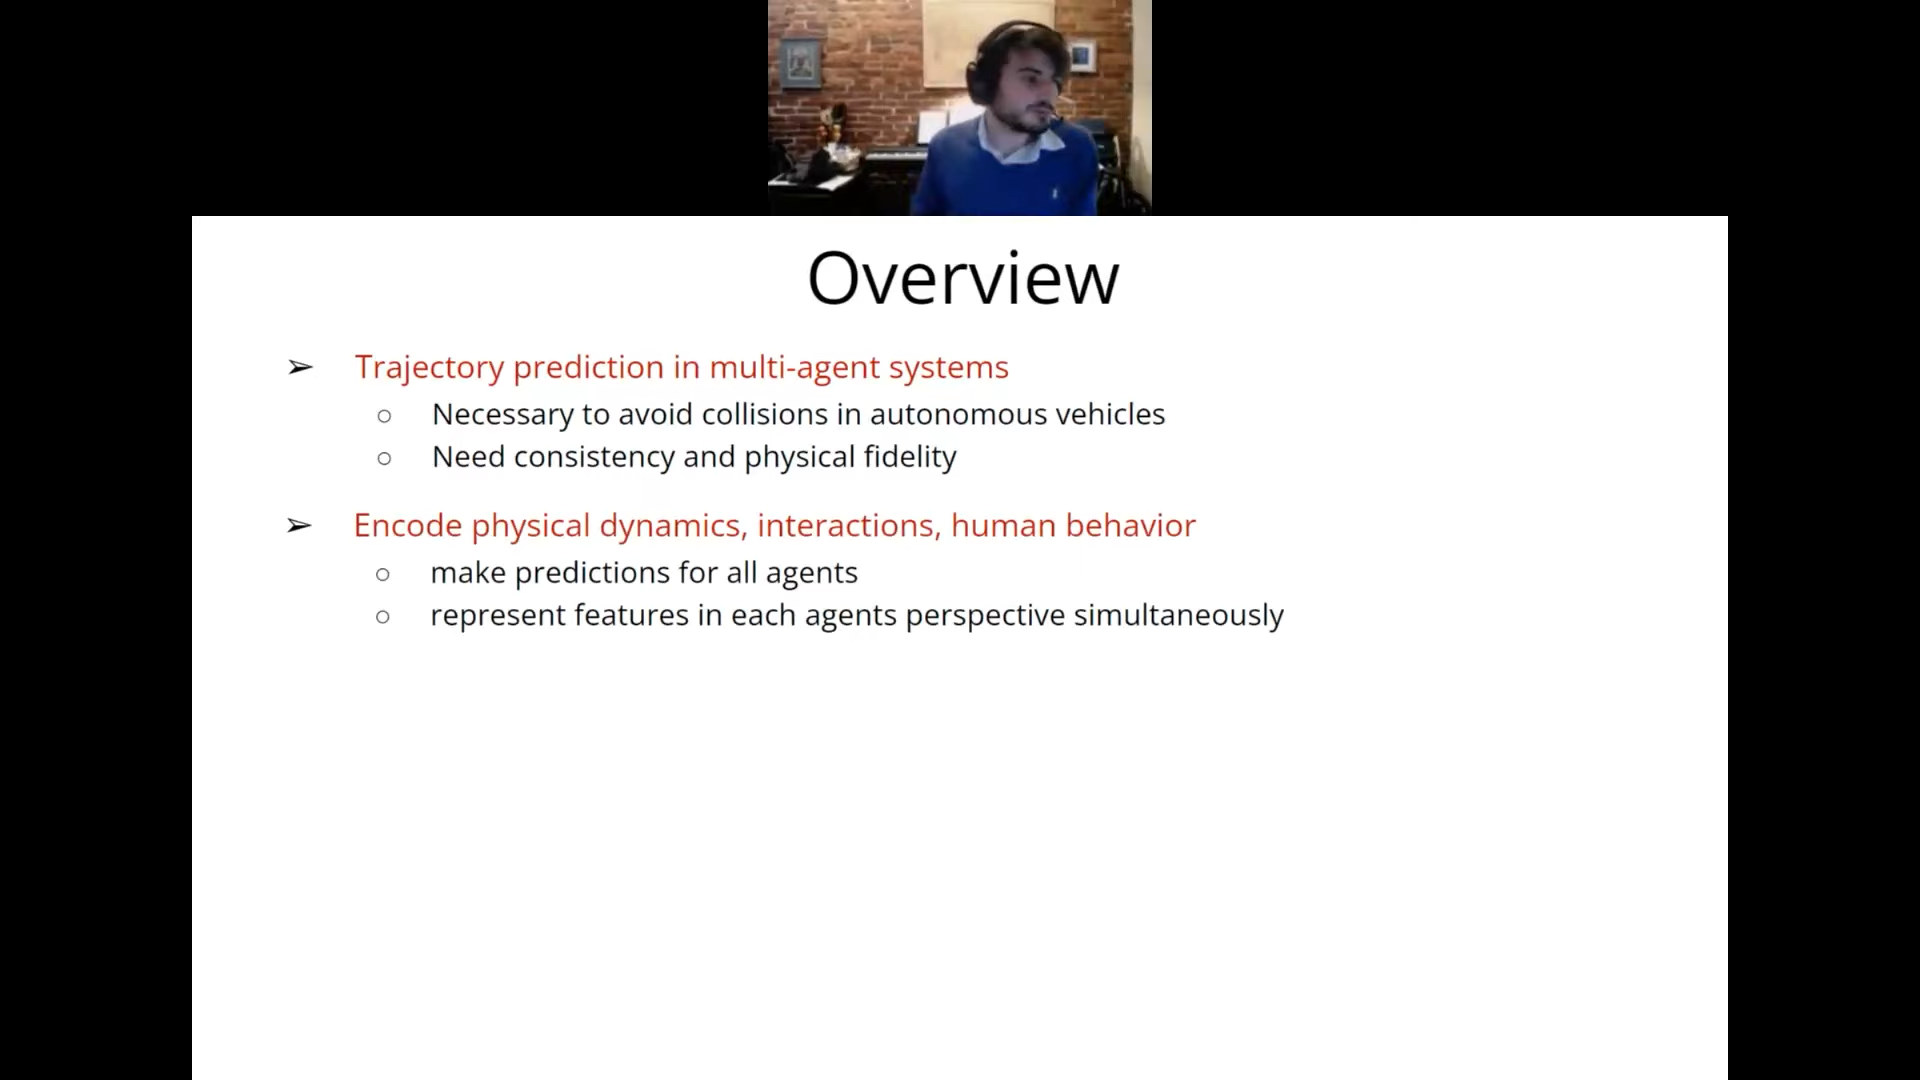 Overview
➢ Trajectory prediction in multi-agent systems
○ Necessary to avoid collisions in autonomous vehicles
○ Need consistency and physical fidelity
➢ Encode physical dynamics, interactions, human behavior
○ make predictions for all agents
○ represent features in each agents perspective simultaneously